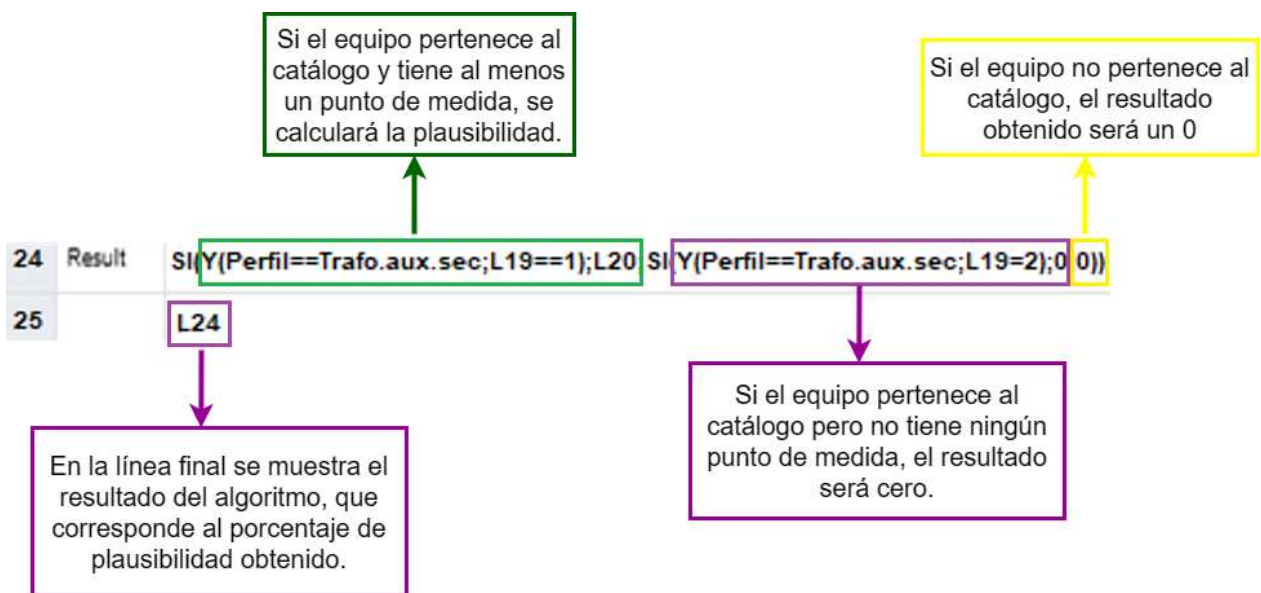 Si el equipo pertenece al
catálogo y tiene al menos
un punto de medida, se
calculará la plausibilidad.
Si el equipo no pertenece al
catálogo, el resultado
obtenido será un 0
24 Result SI(Y(Perfil==Trafo.aux.sec;L19==1);L20;SI(Y(Perfil==Trafo.aux.sec;L19=2);0;0))
25 L24
En la línea final se muestra el
resultado del algoritmo, que
corresponde al porcentaje de
plausibilidad obtenido.
Si el equipo pertenece al
catálogo pero no tiene ningún
punto de medida, el resultado
será cero.